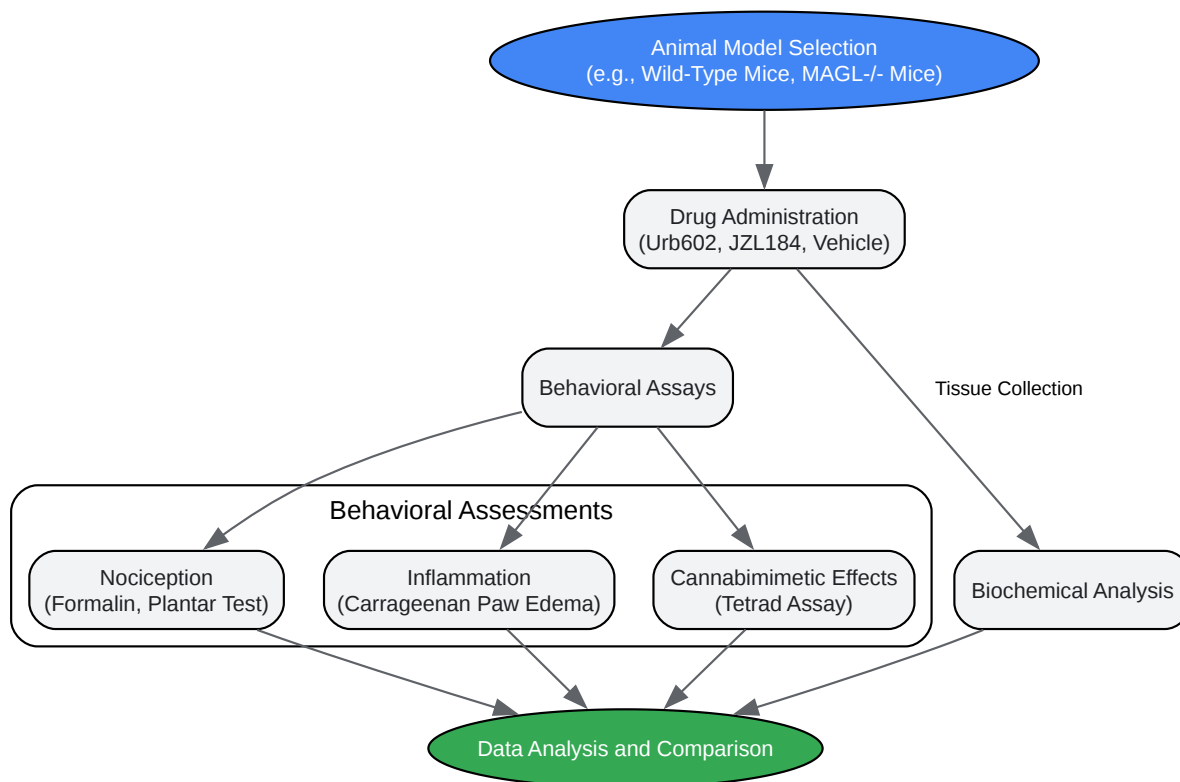 Animal Model Selection
(e.g., Wild-Type Mice, MAGL-/- Mice)
Drug Administration
(Urb602, JZL184, Vehicle)
Behavioral Assays
Tissue Collection
Behavioral Assessments
Nociception
(Formalin, Plantar Test)
Inflammation
(Carrageenan Paw Edema)
Cannabimimetic Effects
(Tetrad Assay)
Biochemical Analysis
Data Analysis and Comparison